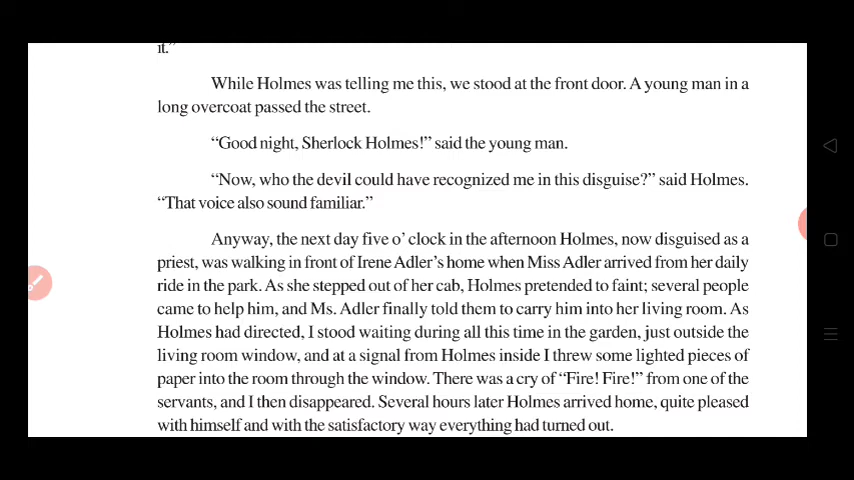 it.”
While Holmes was telling me this, we stood at the front door. A young man in a
long overcoat passed the street.
“Good night, Sherlock Holmes!” said the young man.
“Now, who the devil could have recognized me in this disguise?” said Holmes.
“That voice also sound familiar.”
Anyway, the next day five o’ clock in the afternoon Holmes, now disguised as a
priest, was walking in front of Irene Adler’s home when Miss Adler arrived from her daily
ride in the park. As she stepped out of her cab, Holmes pretended to faint; several people
came to help him, and Ms. Adler finally told them to carry him into her living room. As
Holmes had directed, I stood waiting during all this time in the garden, just outside the
living room window, and at a signal from Holmes inside I threw some lighted pieces of
paper into the room through the window. There was a cry of “Fire! Fire!” from one of the
servants, and I then disappeared. Several hours later Holmes arrived home, quite pleased
with himself and with the satisfactory way everything had turned out.